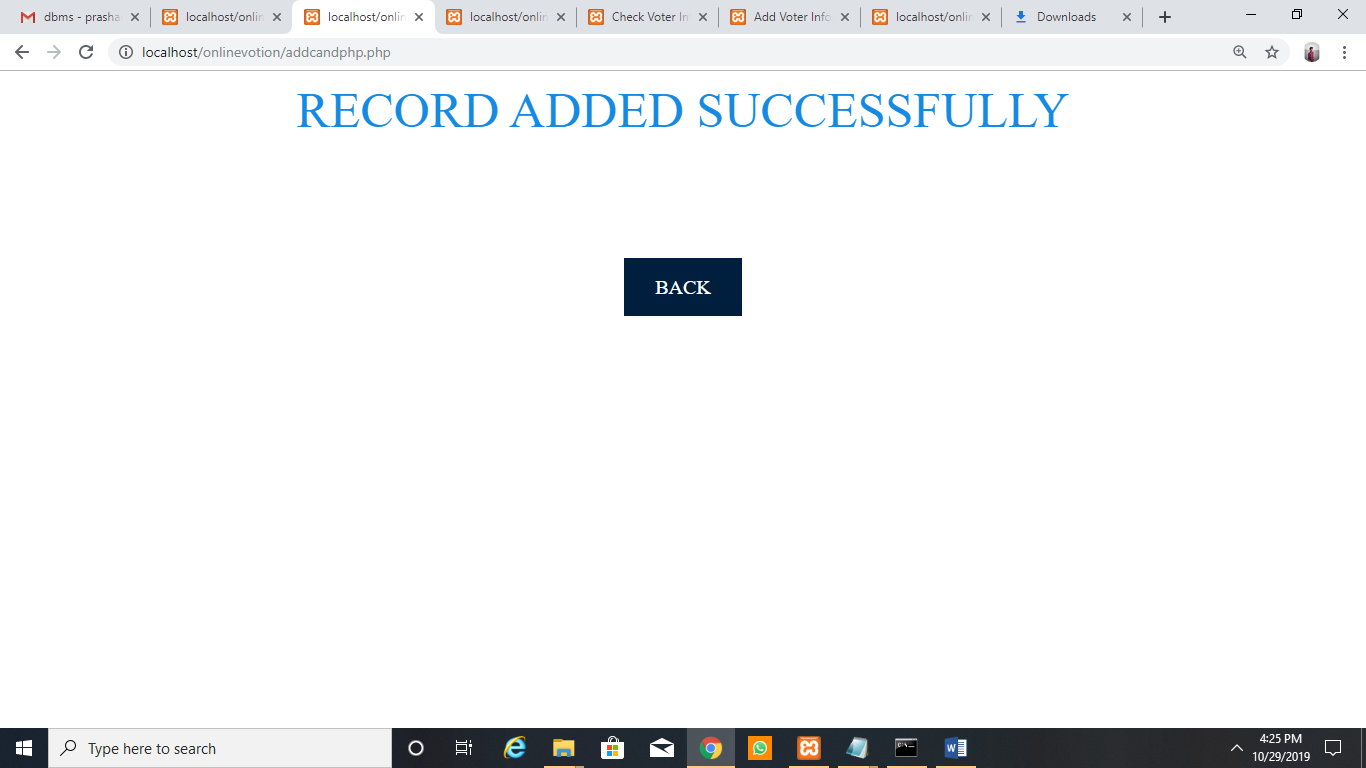 dbms - prasha
localhost/onlin
localhost/onlin
localhost/onlin
Check Voter In
Add Voter Info
localhost/onlin
Downloads
localhost/onlinevotion/addcandphp.php
RECORD ADDED SUCCESSFULLY
BACK
Type here to search
4:25 PM
10/29/2019